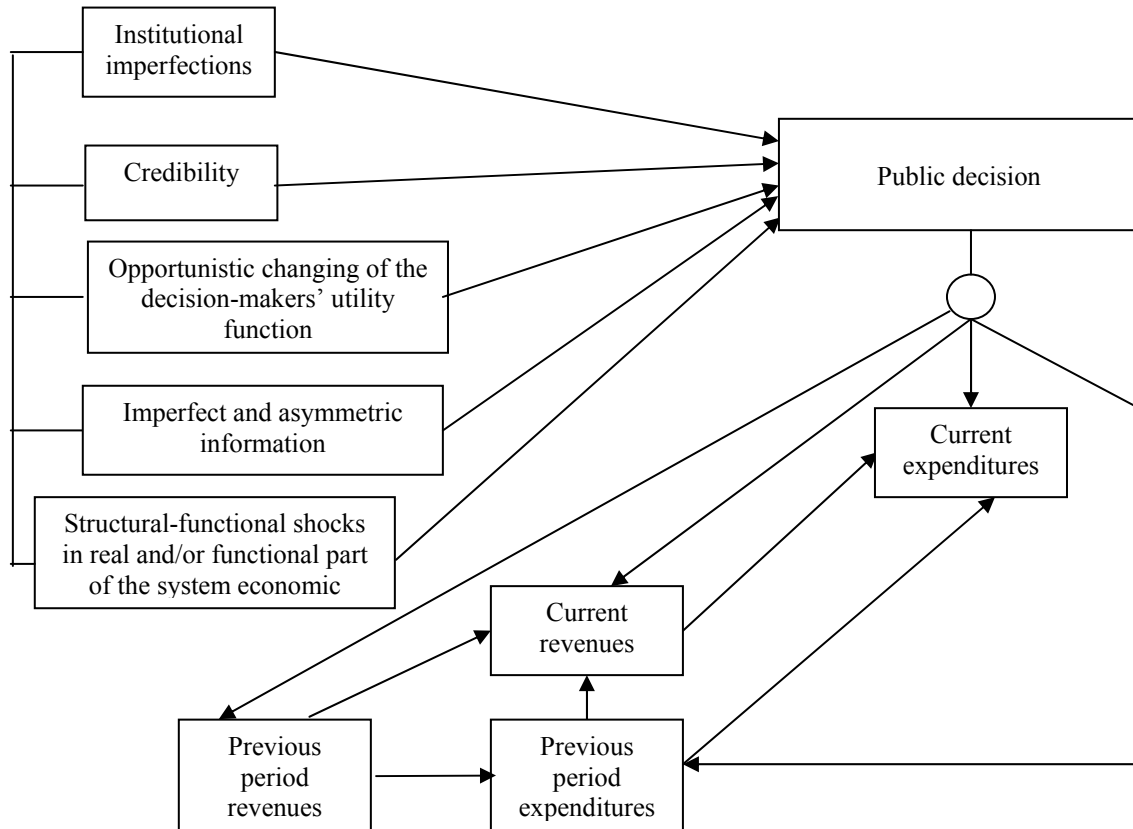 Institutional
imperfections
Credibility
Public decision
Opportunistic changing of the
decision-makers’ utility
function
Imperfect and asymmetric
information
Current
expenditures
Structural-functional shocks
in real and/or functional part
of the system economic
Current
revenues
Previous
period
revenues
Previous
period
expenditures